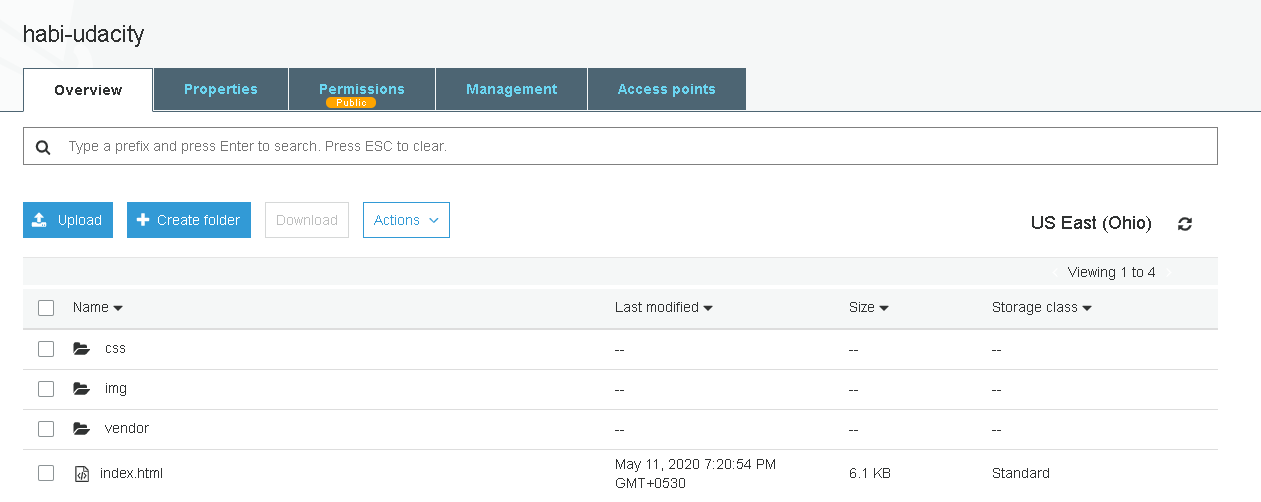 habi-udacity
Overview Properties Permissions Management Access points
Public
Type a prefix and press Enter to search. Press ESC to clear.
Upload Create folder Download Actions US East (Ohio)
Viewing 1 to 4
Name Last modified Size Storage class
css -- -- --
img -- -- --
vendor -- -- --
index.html May 11, 2020 7:20:54 PM 6.1 KB Standard
GMT+0530